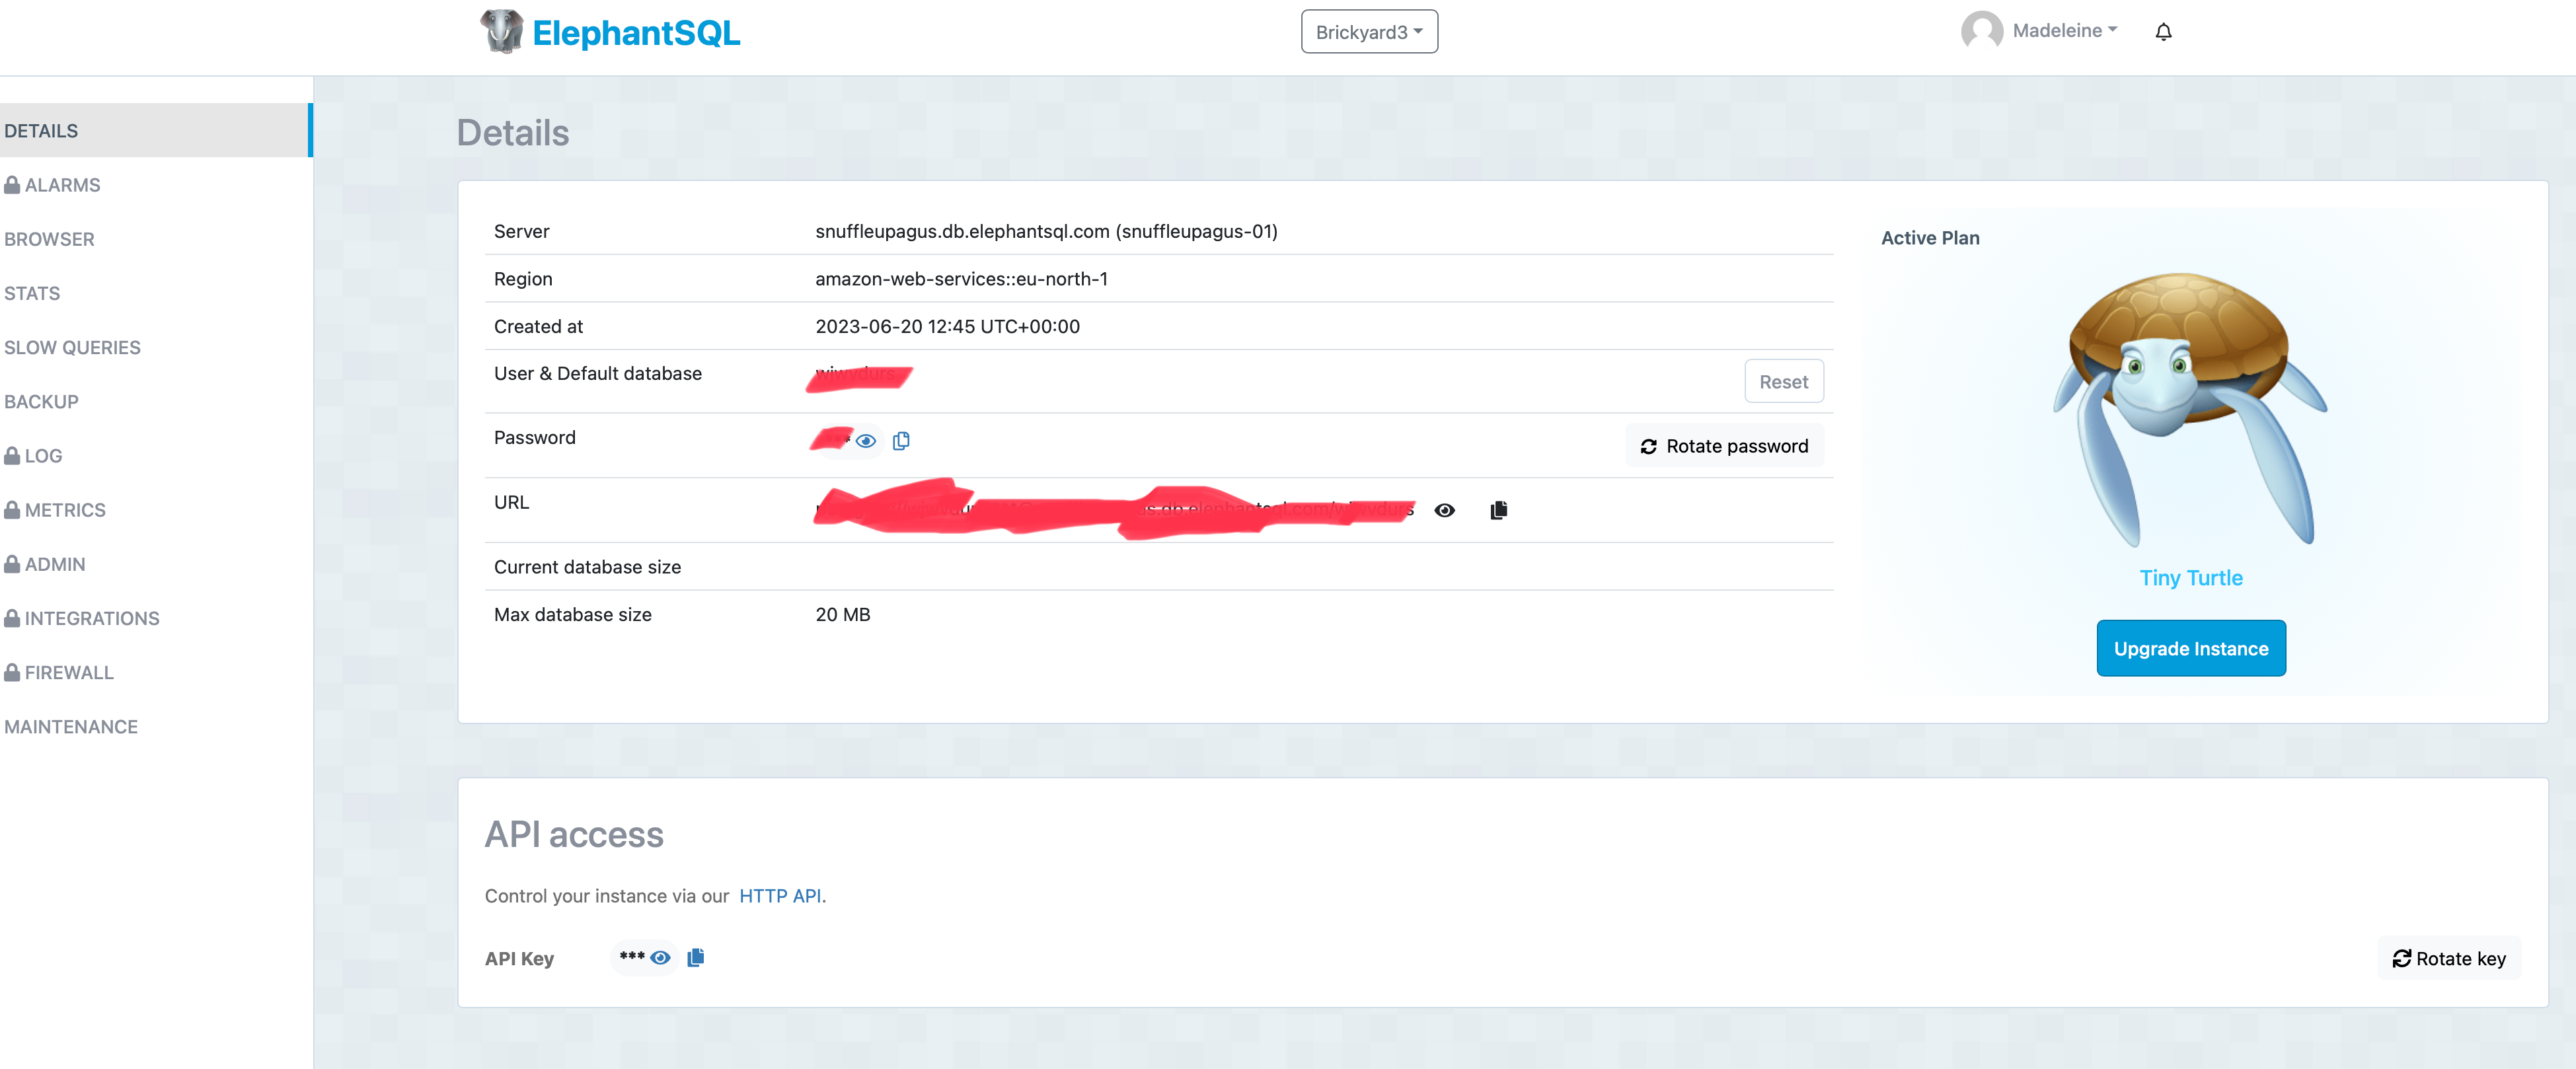 ElephantSQL
Brickyard3
Madeleine
DETAILS
ALARMS
BROWSER
STATS
SLOW QUERIES
BACKUP
LOG
METRICS
ADMIN
INTEGRATIONS
FIREWALL
MAINTENANCE
Details
Server snuffleupagus.db.elephantsql.com (snuffleupagus-01)
Region amazon-web-services::eu-north-1
Created at 2023-06-20 12:45 UTC+00:00
User & Default database Reset
Password Rotate password
URL
Current database size
Max database size 20 MB
Active Plan
Tiny Turtle
Upgrade Instance
API access
Control your instance via our HTTP API.
API Key *** Rotate key